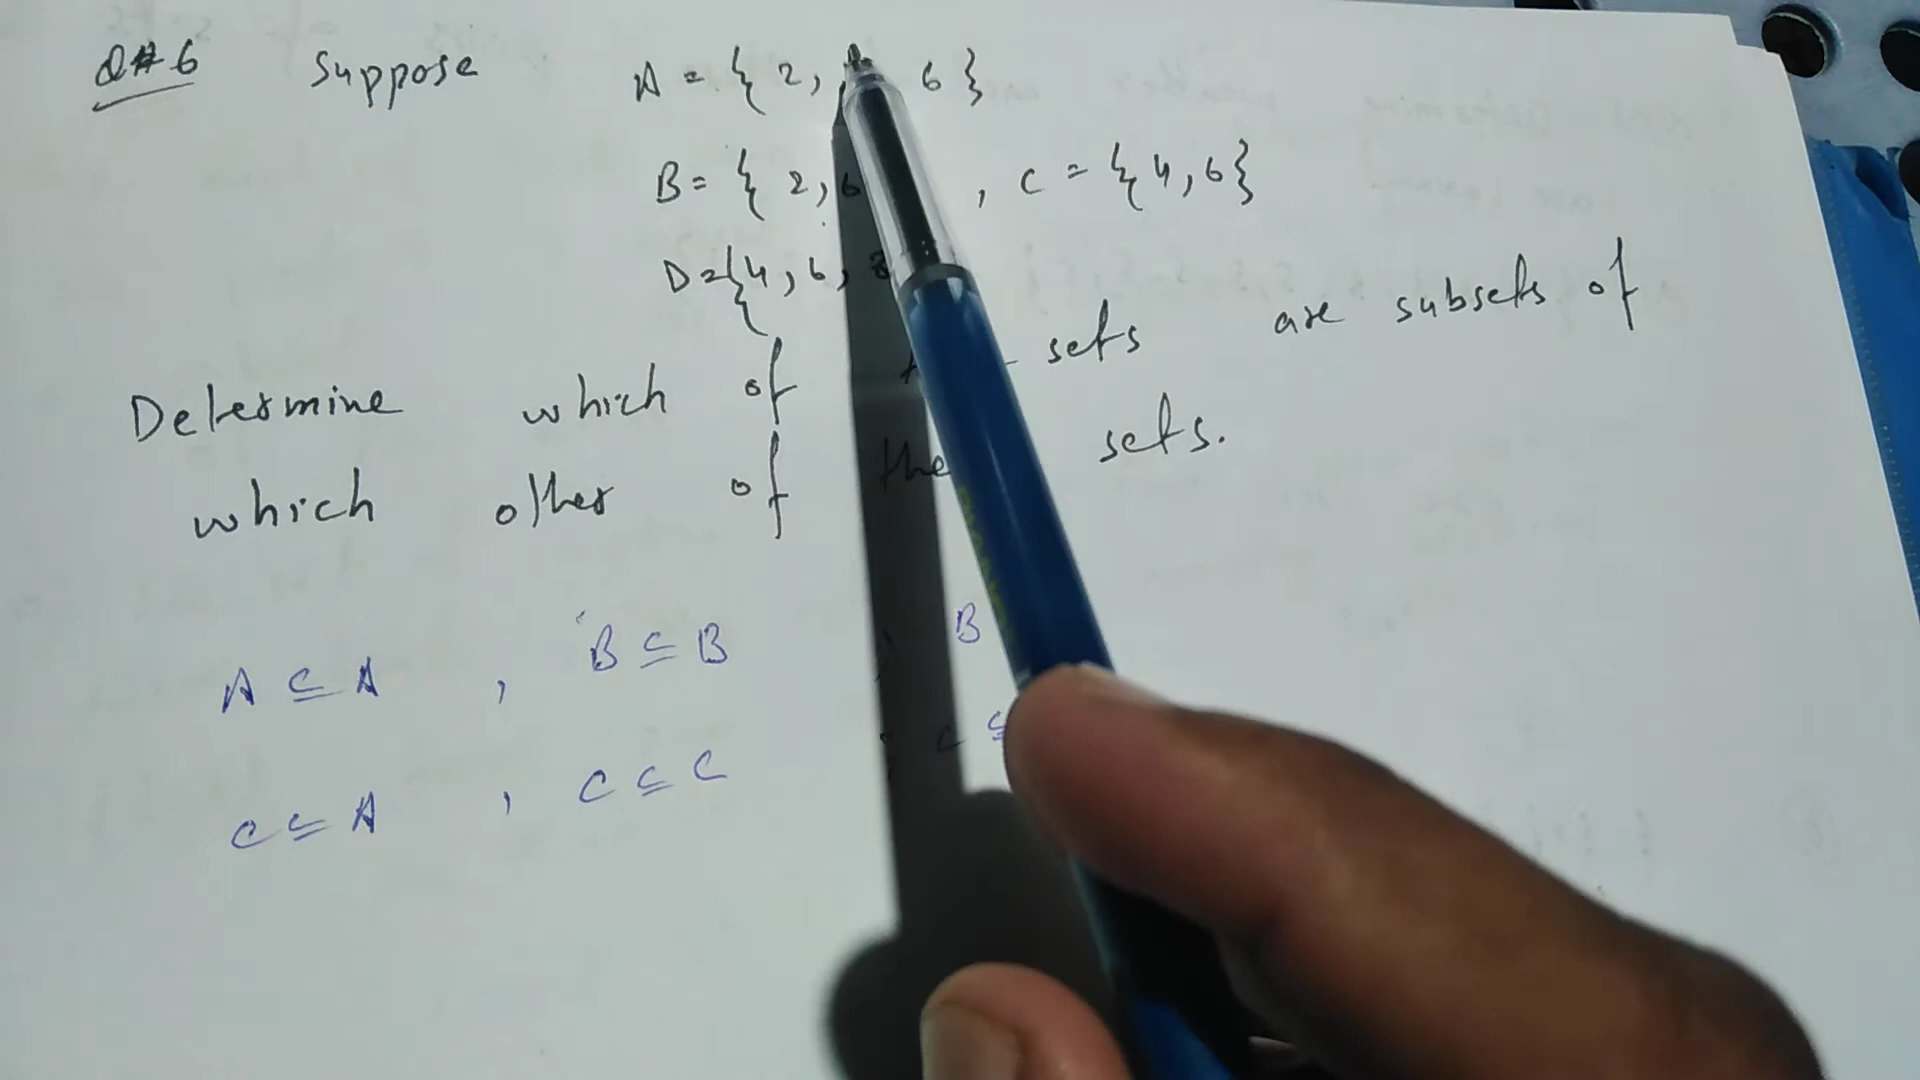 Q#6 Suppose A = { 2, 6 }
B = { 2, 6 , C = { 4, 6 }
D = { 4, 6, 8
Determine which of sets are subsets of
which other of the sets.
A ⊆ A , B ⊆ B , B
C ⊆ A , C ⊆ C , C ⊆